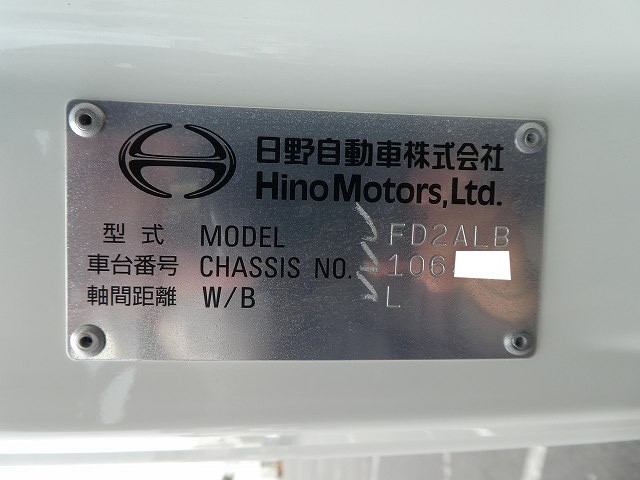 日野自動車株式会社
Hino Motors, Ltd.
型式 MODEL FD2ALB
車台番号 CHASSIS NO. 106
軸間距離 W/B L